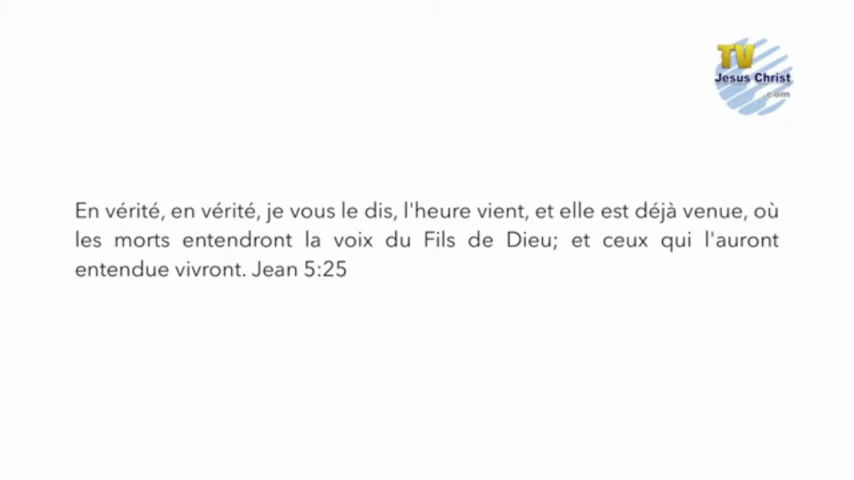 TV
Jesus Christ
.com
En vérité, en vérité, je vous le dis, l'heure vient, et elle est déjà venue, où
les morts entendront la voix du Fils de Dieu; et ceux qui l'auront
entendue vivront. Jean 5:25